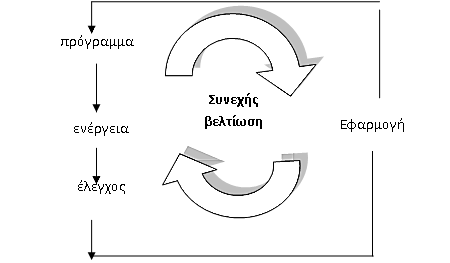 πρόγραμμα
Συνεχής
βελτίωση
ενέργεια
Εφαρμογή
έλεγχος